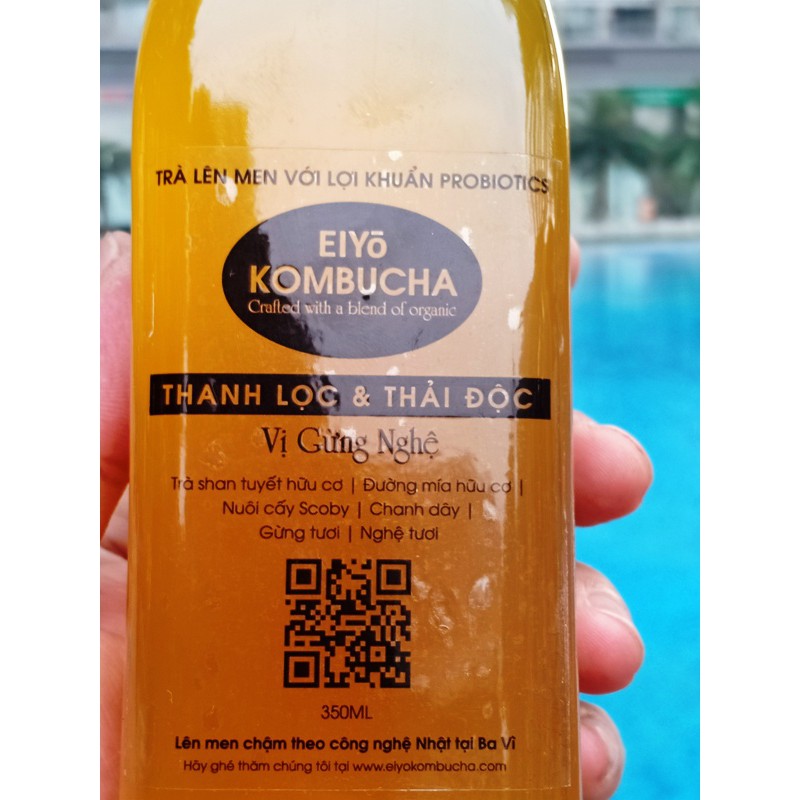 TRÀ LÊN MEN VỚI LỢI KHUẨN PROBIOTICS
EIYō
KOMBUCHA
Crafted with a blend of organic
THANH LỌC & THẢI ĐỘC
Vị Gừng Nghệ
Trà shan tuyết hữu cơ | Đường mía hữu cơ |
Nuôi cấy Scoby | Chanh dây |
Gừng tươi | Nghệ tươi
350ML
Lên men chậm theo công nghệ Nhật tại Ba Vì
Hãy ghé thăm chúng tôi tại www.eiyokombucha.com